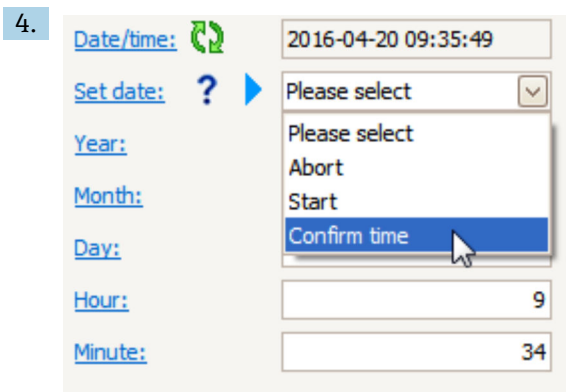 4.
Date/time: 2016-04-20 09:35:49
Set date: ? Please select
Please select
Year:
Abort
Month:
Start
Confirm time
Day:
Hour: 9
Minute: 34